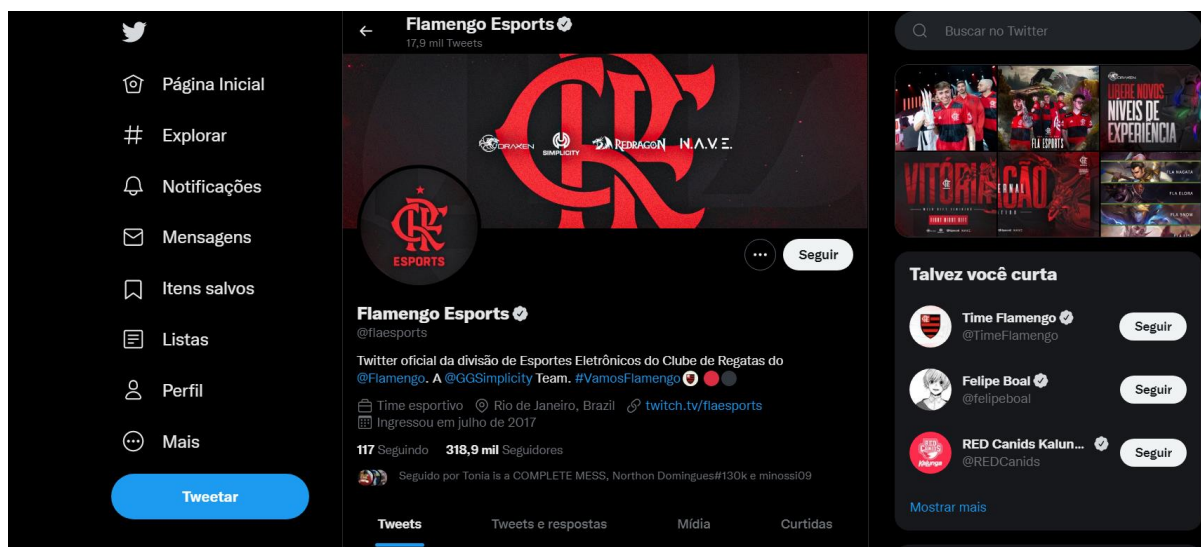 Página Inicial
Explorar
Notificações
Mensagens
Itens salvos
Listas
Perfil
Mais
Tweetar
Flamengo Esports
17,9 mil Tweets
DRAXEN SIMPLICITY REDRAGON N.A.V.E.
ESPORTS
Seguir
Flamengo Esports
@flaesports
Twitter oficial da divisão de Esportes Eletrônicos do Clube de Regatas do
@Flamengo. A @GGSimplicity Team. #VamosFlamengo
Time esportivo Rio de Janeiro, Brazil twitch.tv/flaesports
Ingressou em julho de 2017
117 Seguindo 318,9 mil Seguidores
Seguido por Tonia is a COMPLETE MESS, Northon Domingues#130k e minossi09
Tweets Tweets e respostas Mídia Curtidas
Buscar no Twitter
FLA ESPORTS
LIBERE NOVOS
NÍVEIS DE
EXPERIÊNCIA
VITÓRIA
FLA NAGATA
Talvez você curta
Time Flamengo
@TimeFlamengo
Seguir
Felipe Boal
@felipeboal
Seguir
RED Canids Kalun...
@REDCanids
Seguir
Mostrar mais